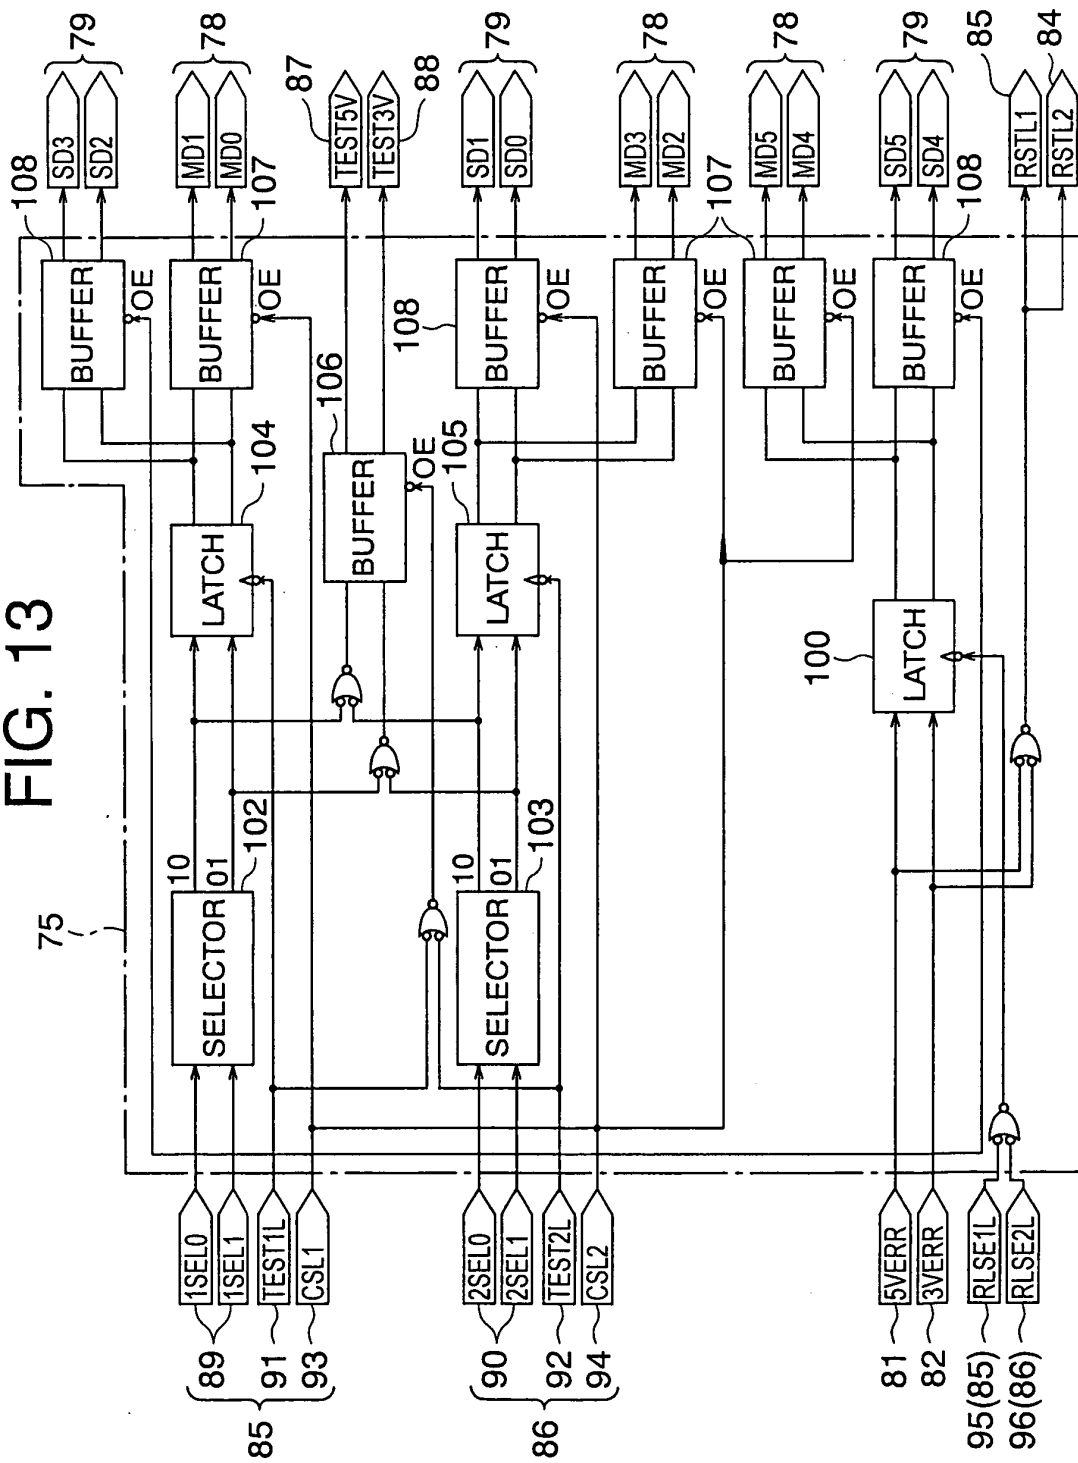 FIG. 13
75
89
1SEL0
1SEL1
91
TEST1L
93
CSL1
85
90
2SEL0
2SEL1
92
TEST2L
94
CSL2
86
81
5VERR
82
3VERR
95(85)
RLSE1L
96(86)
RLSE2L
SELECTOR
10
01
102
SELECTOR
10
01
103
LATCH
104
LATCH
105
LATCH
100
BUFFER
106
OE
BUFFER
108
OE
BUFFER
107
OE
BUFFER
108
BUFFER
107
OE
BUFFER
OE
BUFFER
108
OE
SD3
SD2
79
MD1
MD0
78
87
TEST5V
TEST3V
88
SD1
SD0
79
MD3
MD2
78
MD5
MD4
78
SD5
SD4
79
RSTL1
85
RSTL2
84